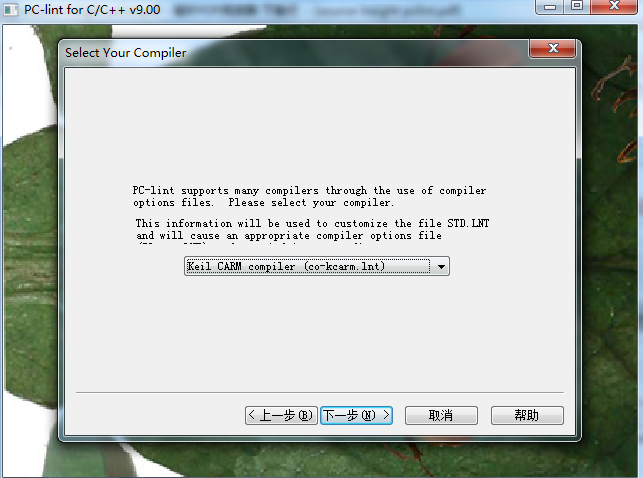 PC-lint for C/C++ v9.00
Select Your Compiler
PC-lint supports many compilers through the use of compiler
options files.  Please select your compiler.
This information will be used to customize the file STD.LNT
and will cause an appropriate compiler options file
Keil CARM compiler (co-kcarm.lnt)
< 上一步(B)
下一步(N) >
取消
帮助